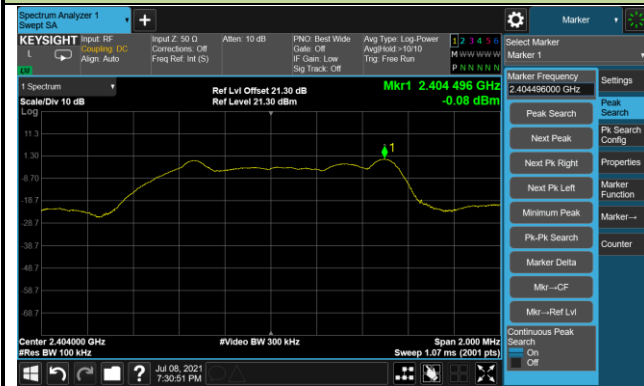 Spectrum Analyzer 1
Swept SA
Marker
KEYSIGHT
L
LW
Input: RF
Coupling: DC
Align: Auto
Input Z: 50 Ω
Corrections: Off
Freq Ref: Int (S)
Atten: 10 dB
PNO: Best Wide
Gate: Off
IF Gain: Low
Sig Track: Off
Avg Type: Log-Power
Avg|Hold:>10/10
Trig: Free Run
1 2 3 4 5 6
M W W W W W
P N N N N N
Select Marker
Marker 1
1 Spectrum
Scale/Div 10 dB
Log
Ref Lvl Offset 21.30 dB
Ref Level 21.30 dBm
Mkr1 2.404 496 GHz
-0.08 dBm
11.3
1.30
-8.70
-18.7
-28.7
-38.7
-48.7
-58.7
-68.7
1
Center 2.404000 GHz
#Res BW 100 kHz
#Video BW 300 kHz
Span 2.000 MHz
Sweep 1.07 ms (2001 pts)
Marker Frequency
2.404496000 GHz
Peak Search
Next Peak
Next Pk Right
Next Pk Left
Minimum Peak
Pk-Pk Search
Marker Delta
Mkr→CF
Mkr→Ref Lvl
Continuous Peak
Search
On
Off
Settings
Peak
Search
Pk Search
Config
Properties
Marker
Function
Marker→
Counter
Jul 08, 2021
7:30:51 PM